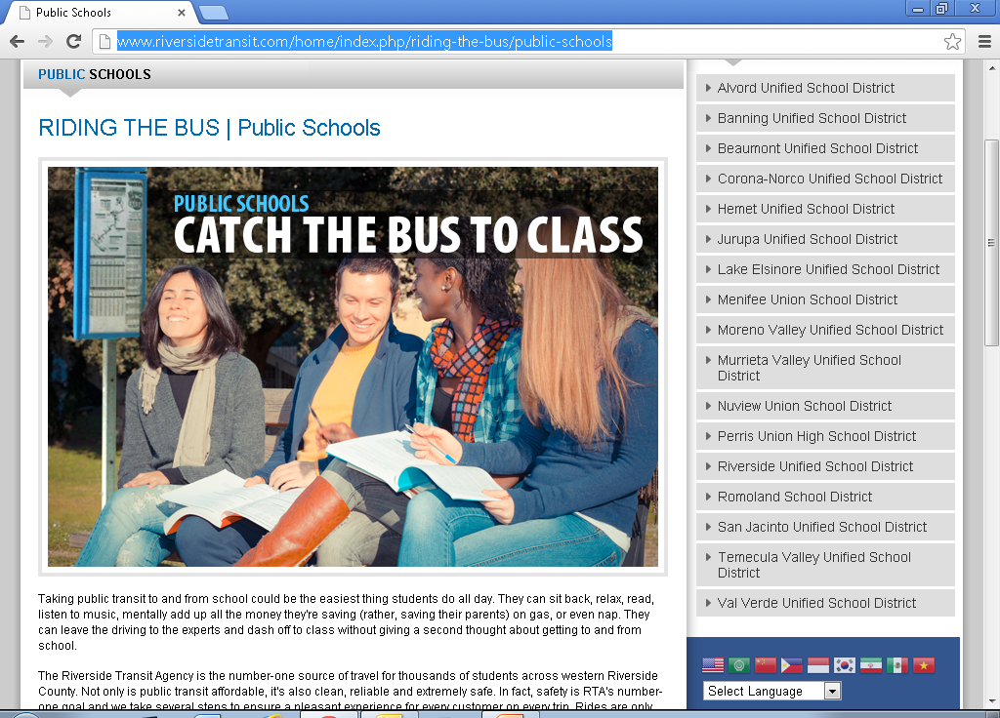 Public Schools
www.riversidetransit.com/home/index.php/riding-the-bus/public-schools
PUBLIC SCHOOLS
RIDING THE BUS | Public Schools
PUBLIC SCHOOLS
CATCH THE BUS TO CLASS
Taking public transit to and from school could be the easiest thing students do all day. They can sit back, relax, read,
listen to music, mentally add up all the money they're saving (rather, saving their parents) on gas, or even nap. They
can leave the driving to the experts and dash off to class without giving a second thought about getting to and from
school.
The Riverside Transit Agency is the number-one source of travel for thousands of students across western Riverside
County. Not only is public transit affordable, it's also clean, reliable and extremely safe. In fact, safety is RTA's number-
one goal and we take several steps to ensure a pleasant experience for every customer on every trip. Rides are only
Alvord Unified School District
Banning Unified School District
Beaumont Unified School District
Corona-Norco Unified School District
Hemet Unified School District
Jurupa Unified School District
Lake Elsinore Unified School District
Menifee Union School District
Moreno Valley Unified School District
Murrieta Valley Unified School
District
Nuview Union School District
Perris Union High School District
Riverside Unified School District
Romoland School District
San Jacinto Unified School District
Temecula Valley Unified School
District
Val Verde Unified School District
Select Language